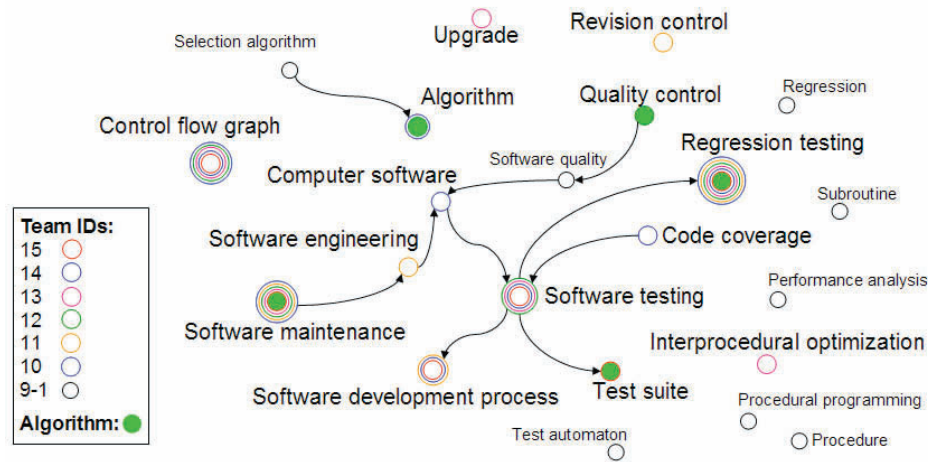 Upgrade
Revision control
Selection algorithm
Algorithm
Quality control
Regression
Control flow graph
Regression testing
Software quality
Computer software
Subroutine
Team IDs:
15
14
13
12
11
10
9-1
Algorithm:
Software engineering
Code coverage
Performance analysis
Software testing
Software maintenance
Interprocedural optimization
Software development process
Test suite
Procedural programming
Test automaton
Procedure